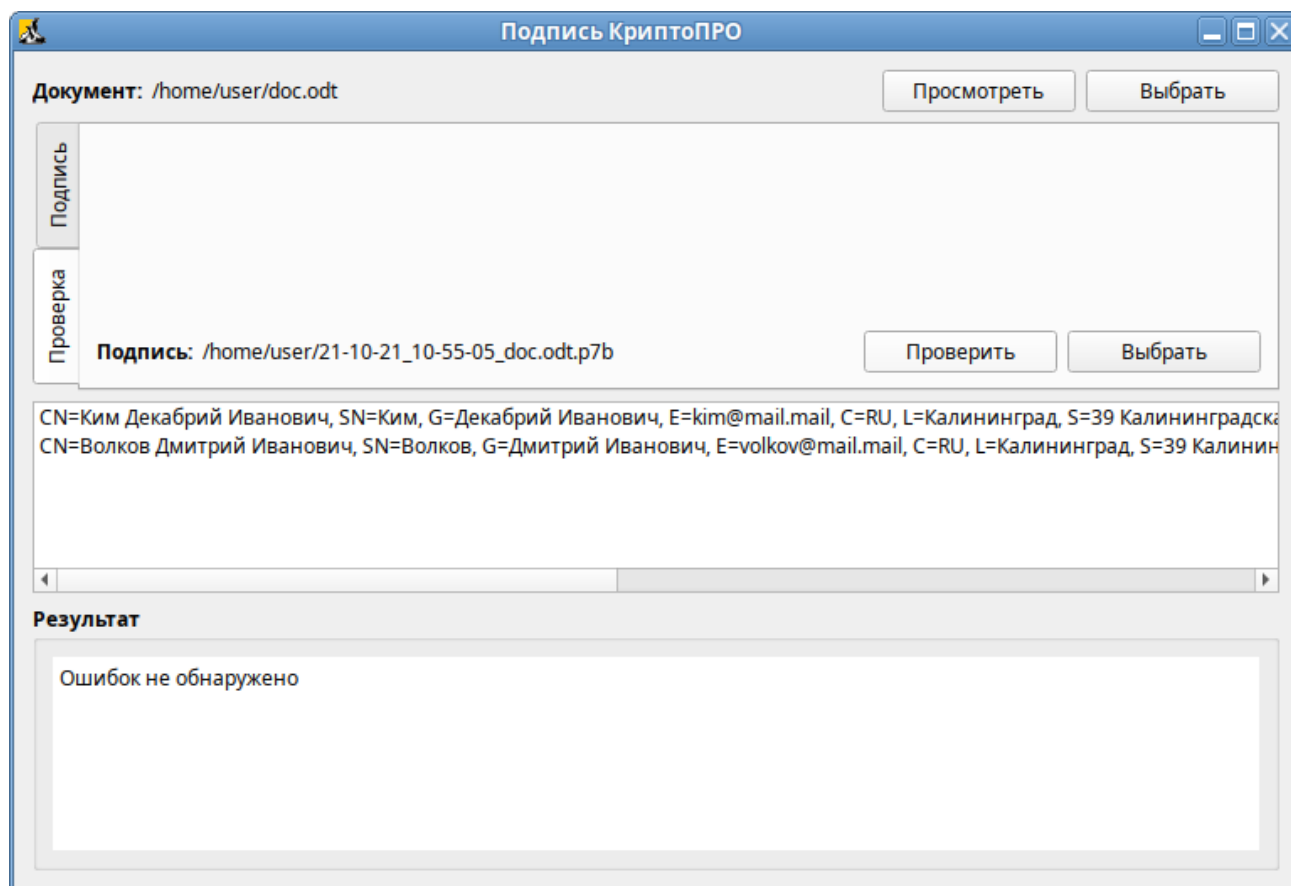 Подпись КриптоПРО
Документ: /home/user/doc.odt Просмотреть Выбрать
Подпись
Проверка
Подпись: /home/user/21-10-21_10-55-05_doc.odt.p7b Проверить Выбрать
CN=Ким Декабрий Иванович, SN=Ким, G=Декабрий Иванович, E=kim@mail.mail, C=RU, L=Калининград, S=39 Калининградска
CN=Волков Дмитрий Иванович, SN=Волков, G=Дмитрий Иванович, E=volkov@mail.mail, C=RU, L=Калининград, S=39 Калинин
Результат
Ошибок не обнаружено